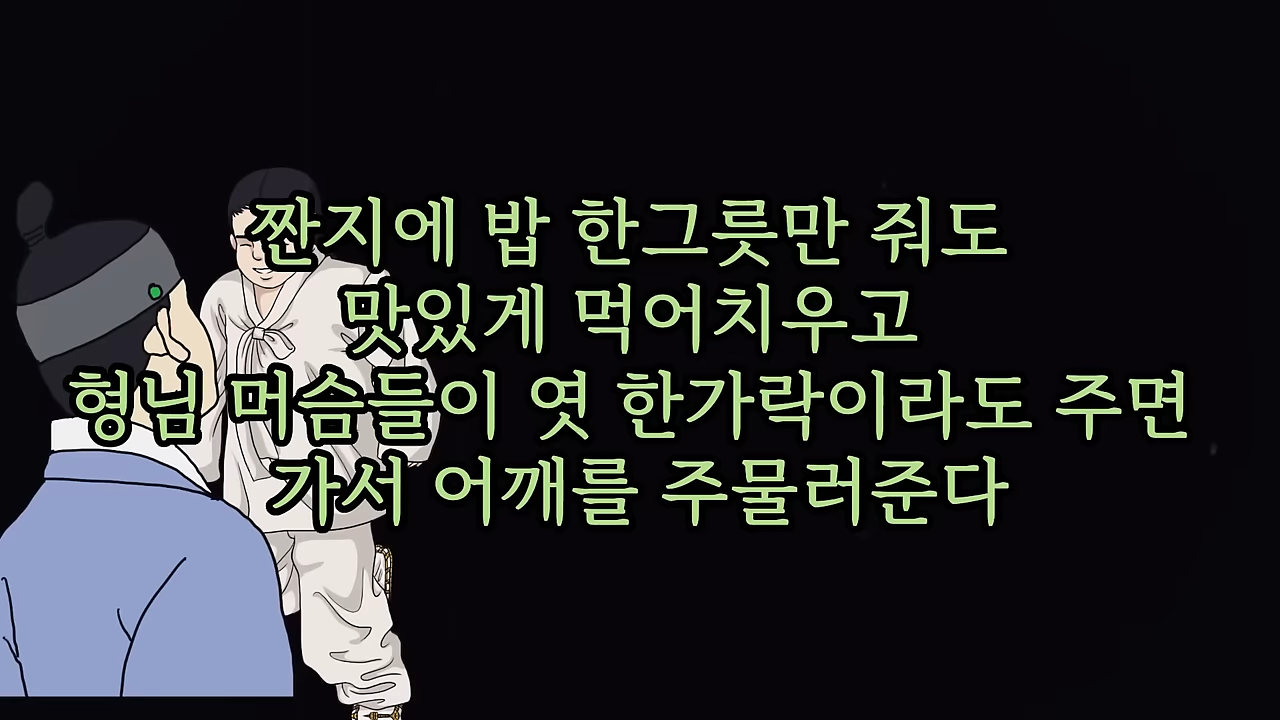 짠지에 밥 한그릇만 줘도
맛있게 먹어치우고
형님 머슴들이 엿 한가락이라도 주면
가서 어깨를 주물러준다